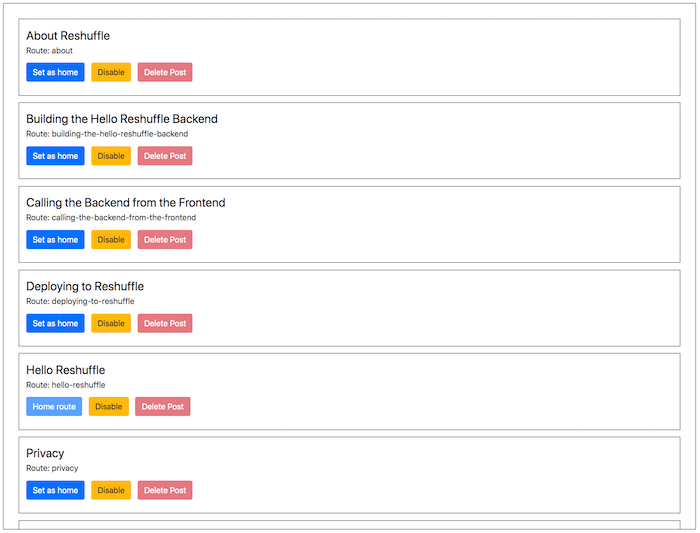 About Reshuffle
Route: about
Set as home Disable Delete Post
Building the Hello Reshuffle Backend
Route: building-the-hello-reshuffle-backend
Set as home Disable Delete Post
Calling the Backend from the Frontend
Route: calling-the-backend-from-the-frontend
Set as home Disable Delete Post
Deploying to Reshuffle
Route: deploying-to-reshuffle
Set as home Disable Delete Post
Hello Reshuffle
Route: hello-reshuffle
Home route Disable Delete Post
Privacy
Route: privacy
Set as home Disable Delete Post